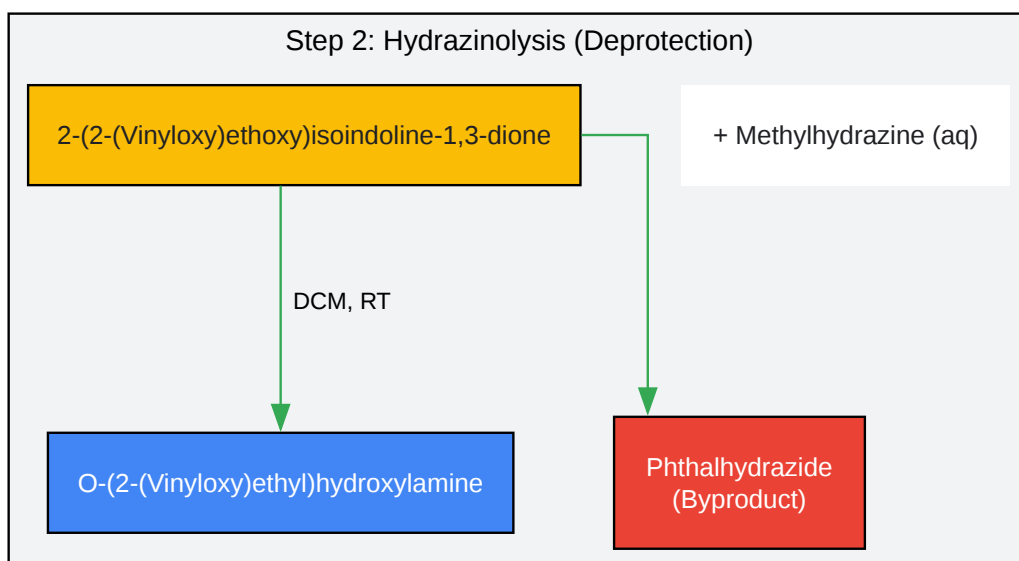 Step 2: Hydrazinolysis (Deprotection)
2-(2-(Vinyloxy)ethoxy)isoindoline-1,3-dione
+ Methylhydrazine (aq)
DCM, RT
O-(2-(Vinyloxy)ethyl)hydroxylamine
Phthalhydrazide
(Byproduct)